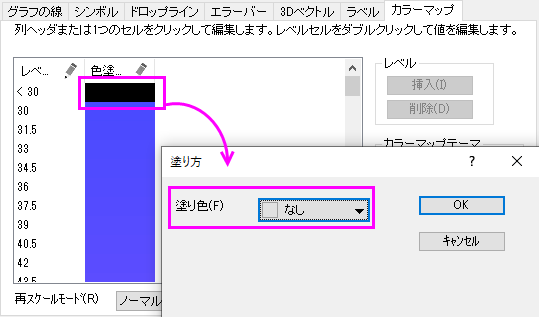 グラフの線 シンボル ドロップライン エラーバー 3Dベクトル ラベル カラーマップ
列ヘッダまたは1つのセルをクリックして編集します。レベルセルをダブルクリックして値を編集します。
レベ... 色塗... レベル
< 30 挿入(I)
30 削除(D)
31.5
33 カラーマップテーマ
34.5 塗り方 ? ×
36
37.5 塗り色(F) なし OK
39
40.5 キャンセル
42
43.5
再スケールモード(R) ノーマル